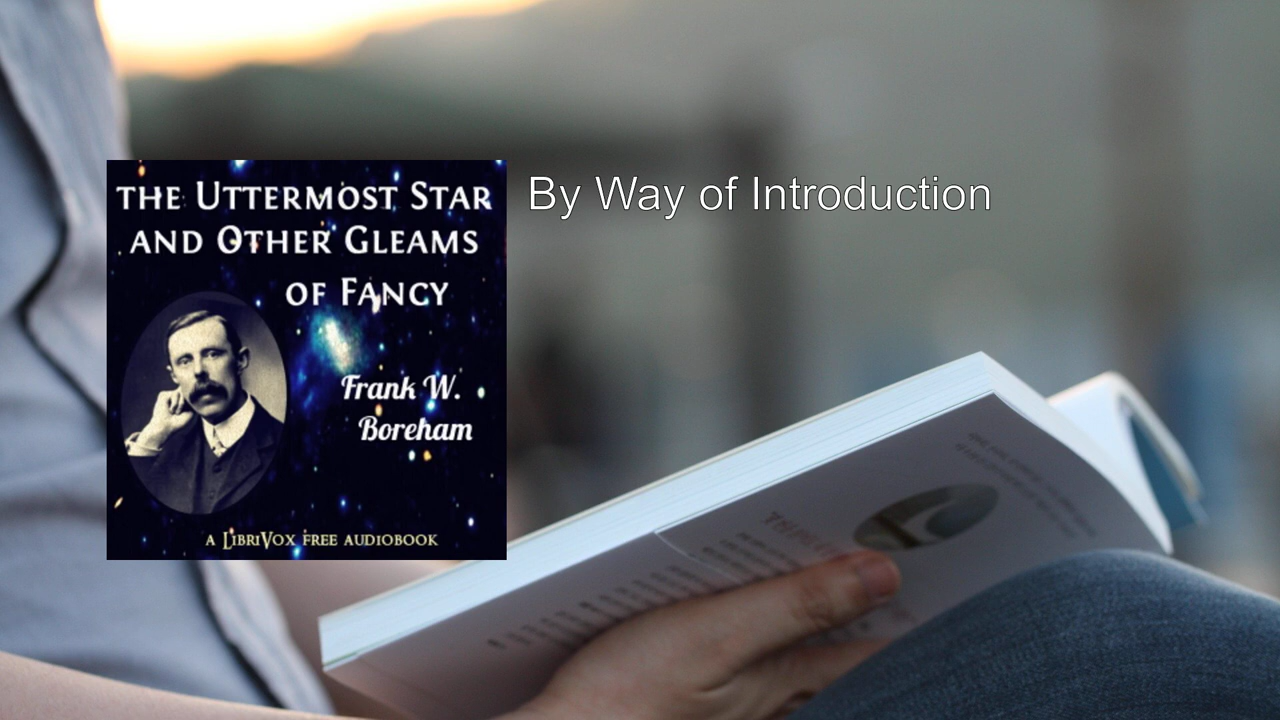 THE UTTERMOST STAR
AND OTHER GLEAMS
OF FANCY
Frank W.
Boreham
A LIBRIVOX FREE AUDIOBOOK
By Way of Introduction